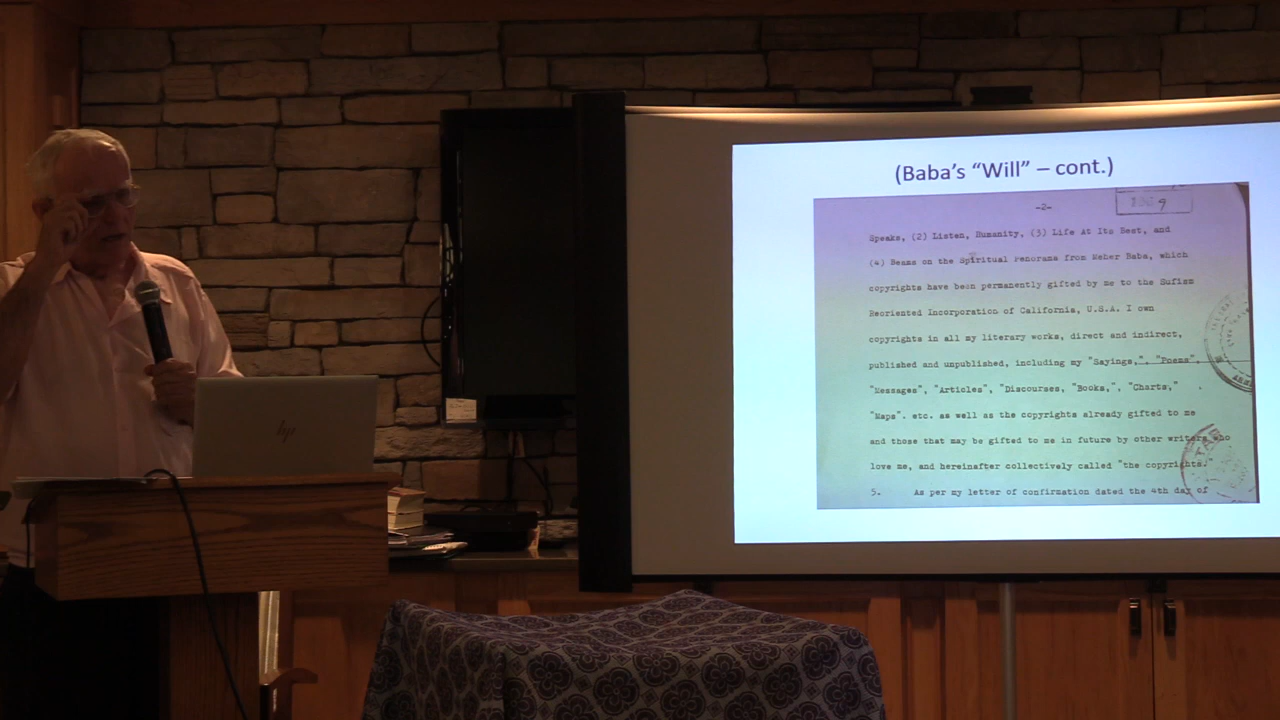 (Baba's "Will" – cont.)
-2-
Speaks, (2) Listen, Humanity, (3) Life At Its Best, and
(4) Beams on the Spiritual Panorama from Meher Baba, which
copyrights have been permanently gifted by me to the Sufism
Reoriented Incorporation of California, U.S.A. I own
copyrights in all my literary works, direct and indirect,
published and unpublished, including my "Sayings,", "Poems",
"Messages", "Articles", "Discourses, "Books,", "Charts,"
"Maps". etc. as well as the copyrights already gifted to me
and those that may be gifted to me in future by other writers who
love me, and hereinafter collectively called "the copyrights.
5. As per my letter of confirmation dated the 4th day of
hp